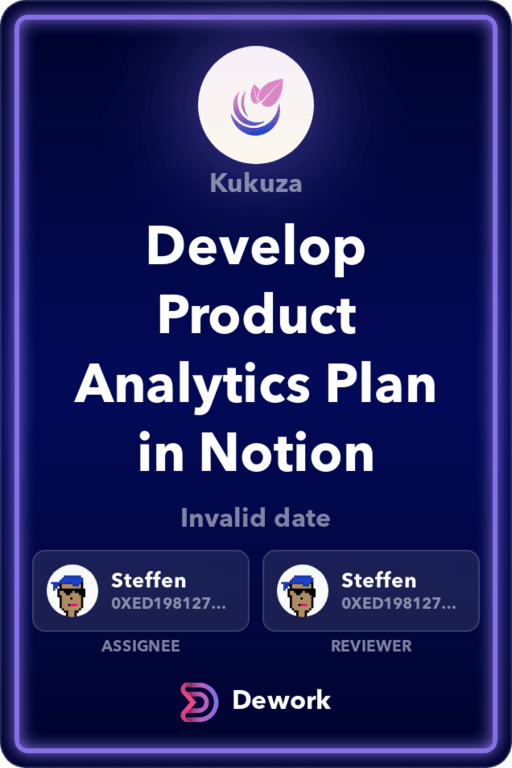 Kukuza
Develop
Product
Analytics Plan
in Notion
Invalid date
Steffen
0XED198127...
ASSIGNEE
Steffen
0XED198127...
REVIEWER
Dework